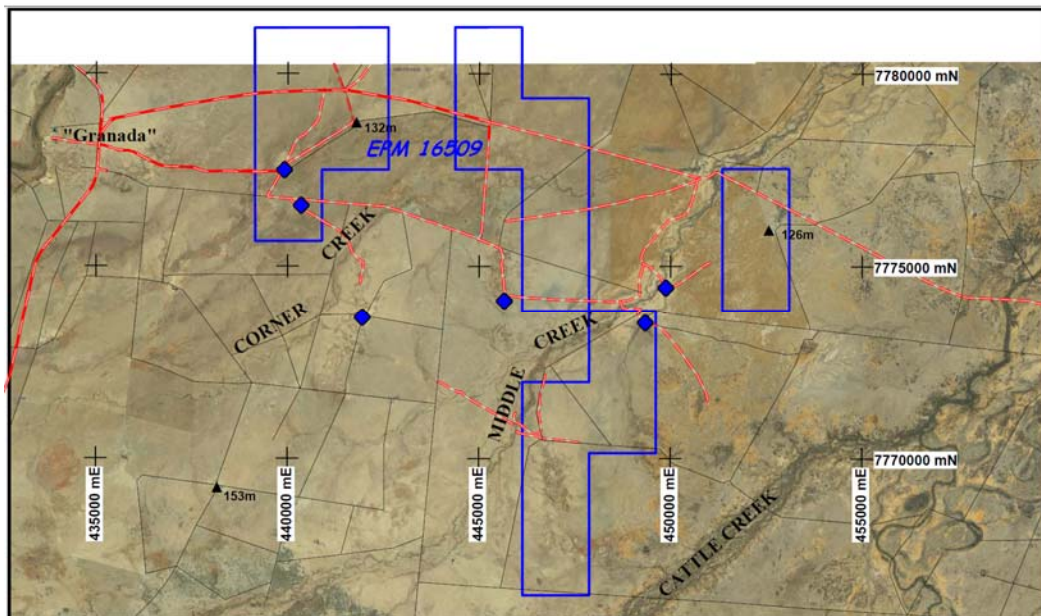 7780000 mN
"Granada"
132m
EPM 16509
CREEK
126m
7775000 mN
CORNER
CREEK
MIDDLE
7770000 mN
435000 mE
440000 mE
445000 mE
450000 mE
455000 mE
153m
CATTLE CREEK